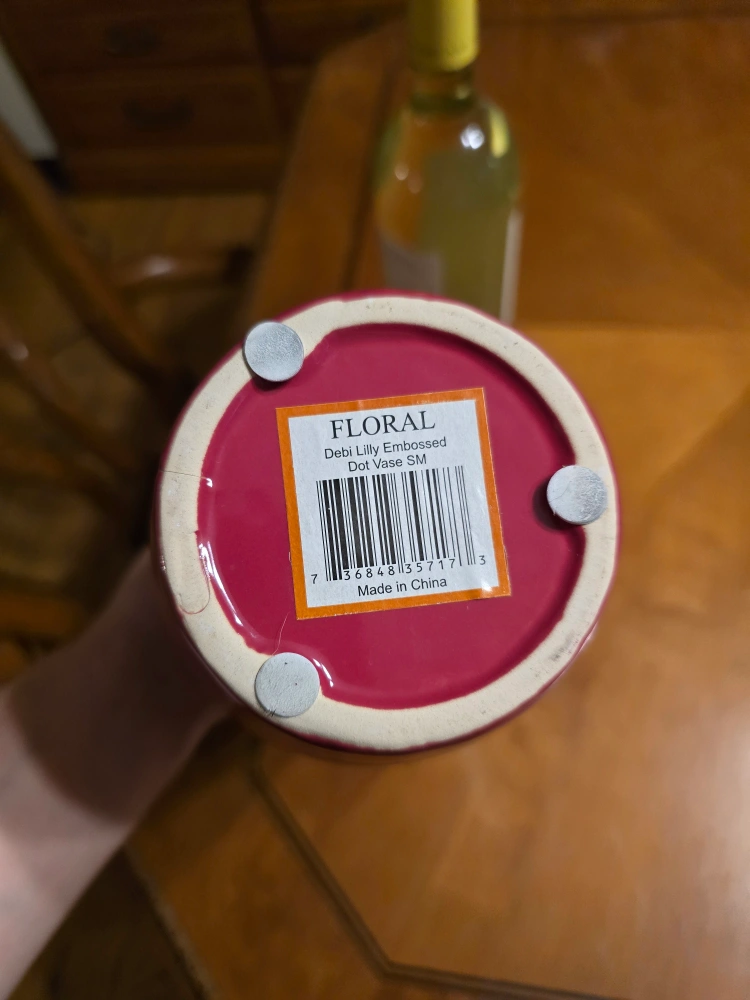 FLORAL
Debi Lilly Embossed
Dot Vase SM
7 36848 35717 3
Made in China